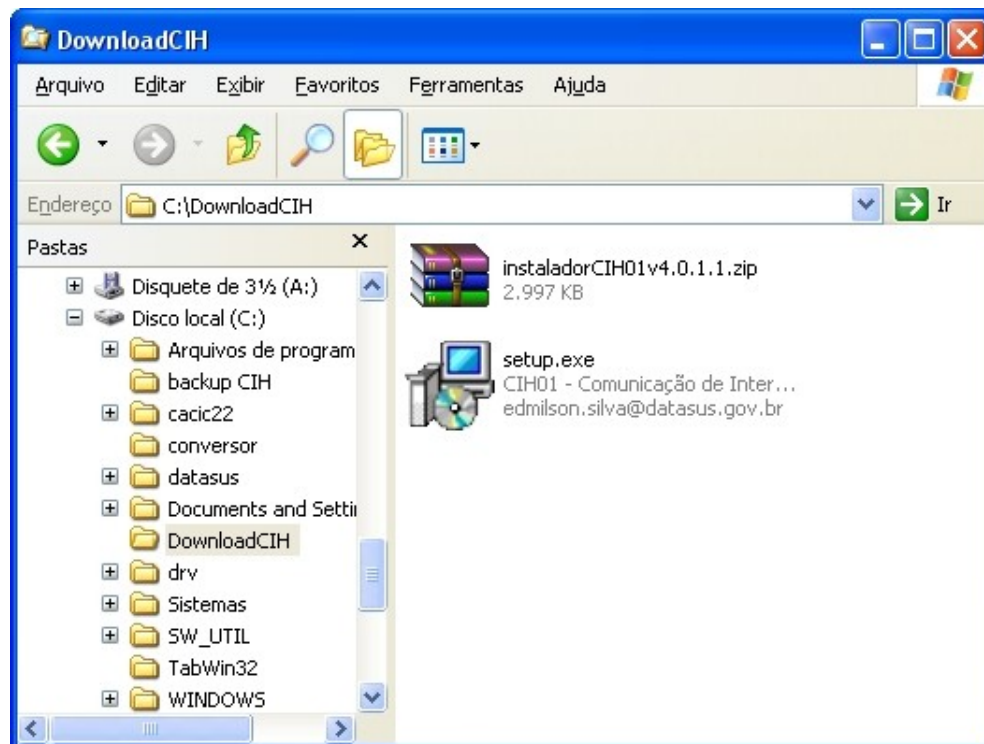 DownloadCIH
Arquivo Editar Exibir Favoritos Ferramentas Ajuda
Endereço C:\DownloadCIH Ir
Pastas
Disquete de 3½ (A:)
Disco local (C:)
Arquivos de program
backup CIH
cacic22
conversor
datasus
Documents and Setti
DownloadCIH
drv
Sistemas
SW_UTIL
TabWin32
WINDOWS
instaladorCIH01v4.0.1.1.zip
2.997 KB
setup.exe
CIH01 - Comunicação de Inter...
edmilson.silva@datasus.gov.br